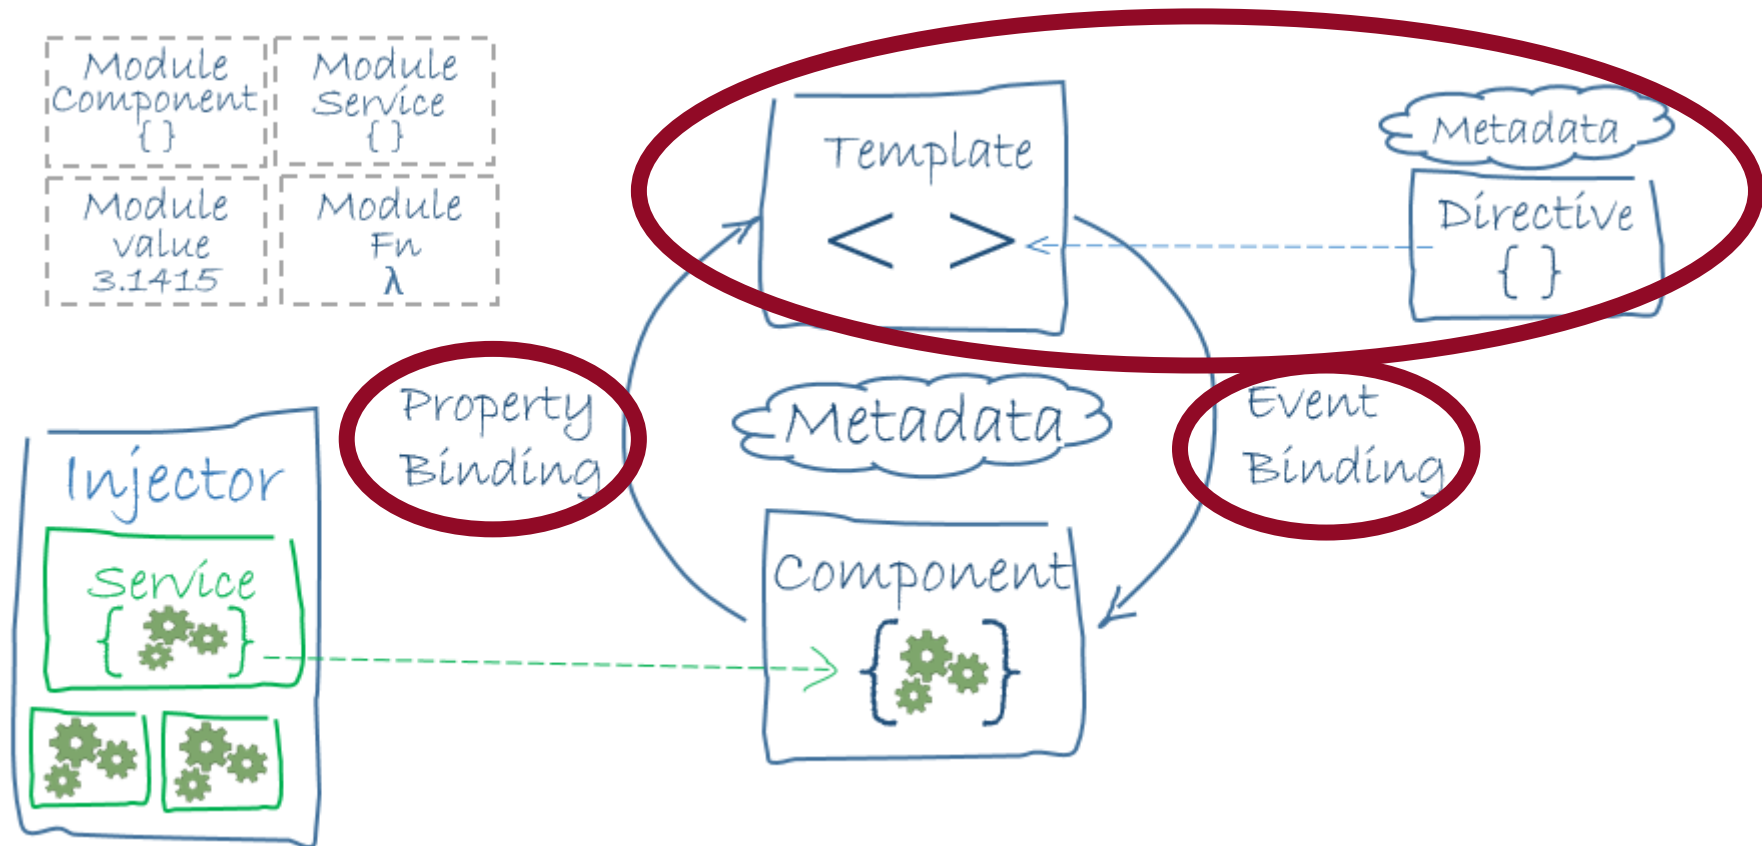 Module
Component
{ }
Module
Service
{ }
Module
value
3.1415
Module
Fn
λ
Template
< >
Metadata
Directive
{ }
Property
Binding
Metadata
Event
Binding
Injector
Service
{ }
Component
{ }